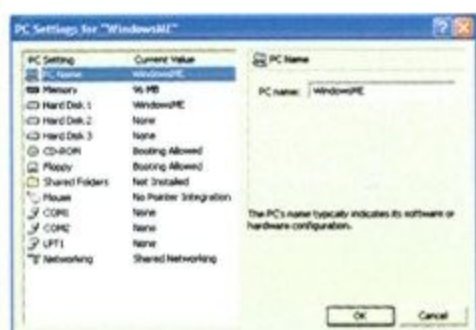 PC Settings for "WindowsME"
PC Setting Current Value
PC Name WindowsME
Memory 96 MB
Hard Disk 1 WindowsME
Hard Disk 2 None
Hard Disk 3 None
CD-ROM Booting Allowed
Floppy Booting Allowed
Shared Folders Not Installed
Mouse No Pointer Integration
COM1 None
COM2 None
LPT1 None
Networking Shared Networking
PC Name
PC name: WindowsME
The PC's name typically indicates its software or
hardware configuration.
OK Cancel